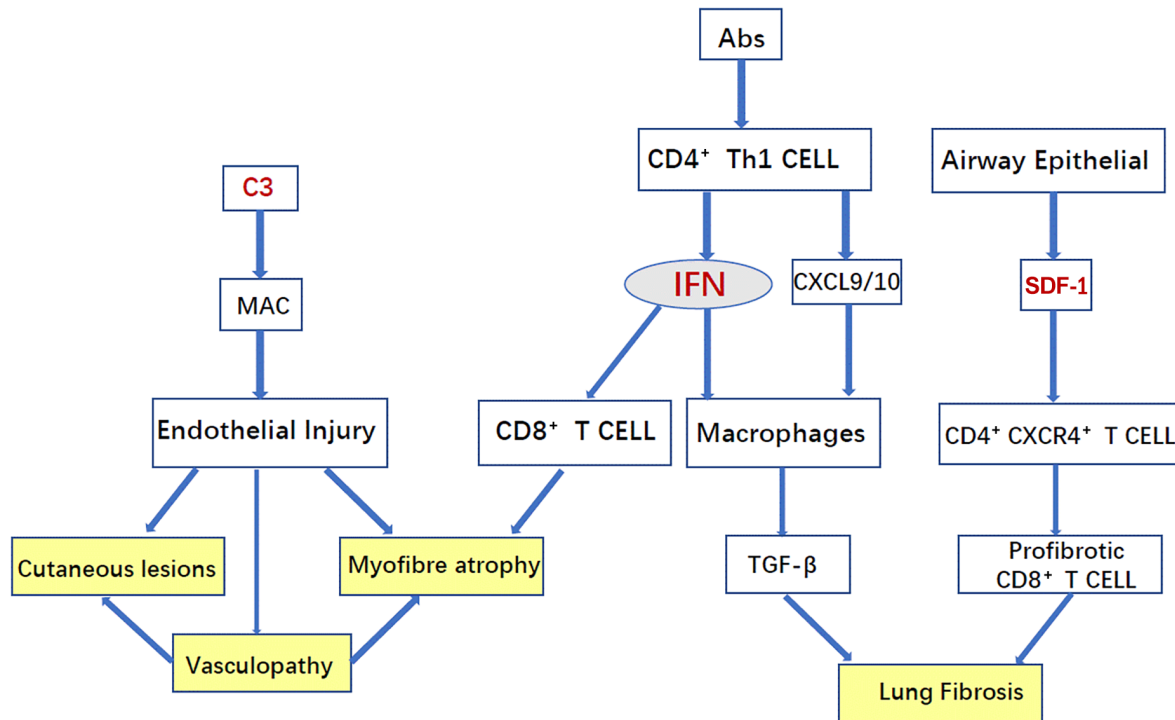 Abs
CD4⁺ Th1 CELL
Airway Epithelial
C3
IFN
CXCL9/10
SDF-1
MAC
Endothelial Injury
CD8⁺ T CELL
Macrophages
CD4⁺ CXCR4⁺ T CELL
Cutaneous lesions
Myofibre atrophy
TGF-β
Profibrotic
CD8⁺ T CELL
Vasculopathy
Lung Fibrosis